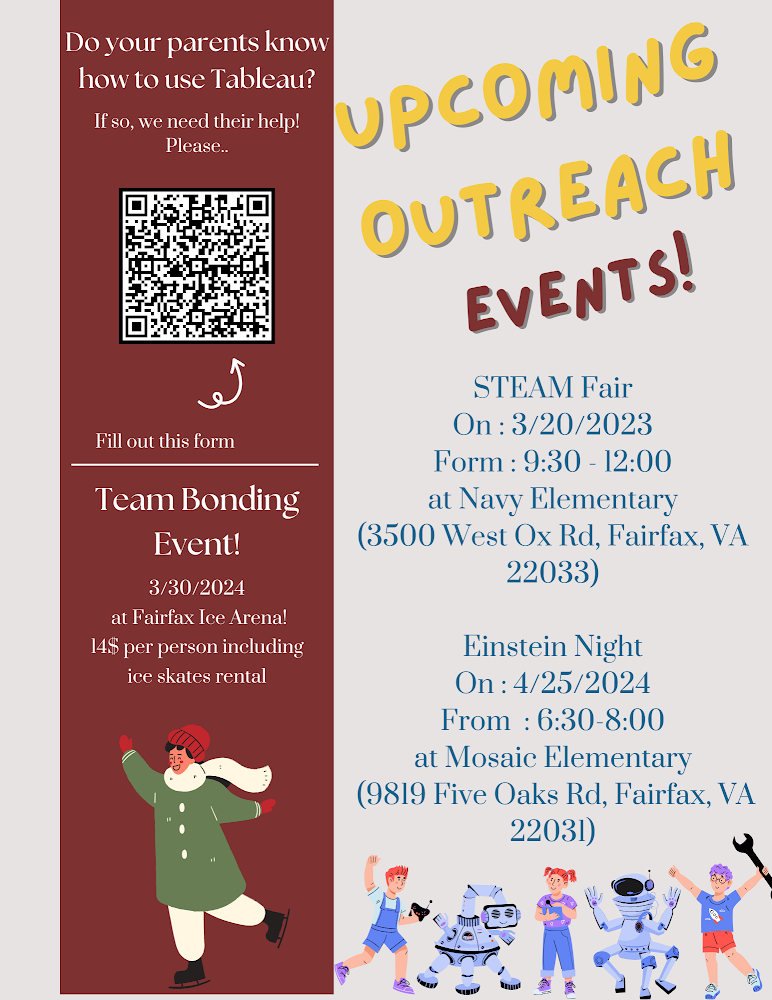 Do your parents know
how to use Tableau?
If so, we need their help!
Please..
Fill out this form
Team Bonding
Event!
3/30/2024
at Fairfax Ice Arena!
14$ per person including
ice skates rental
UPCOMING
OUTREACH
EVENTS!
STEAM Fair
On : 3/20/2023
Form : 9:30 - 12:00
at Navy Elementary
(3500 West Ox Rd, Fairfax, VA
22033)
Einstein Night
On : 4/25/2024
From : 6:30-8:00
at Mosaic Elementary
(9819 Five Oaks Rd, Fairfax, VA
22031)